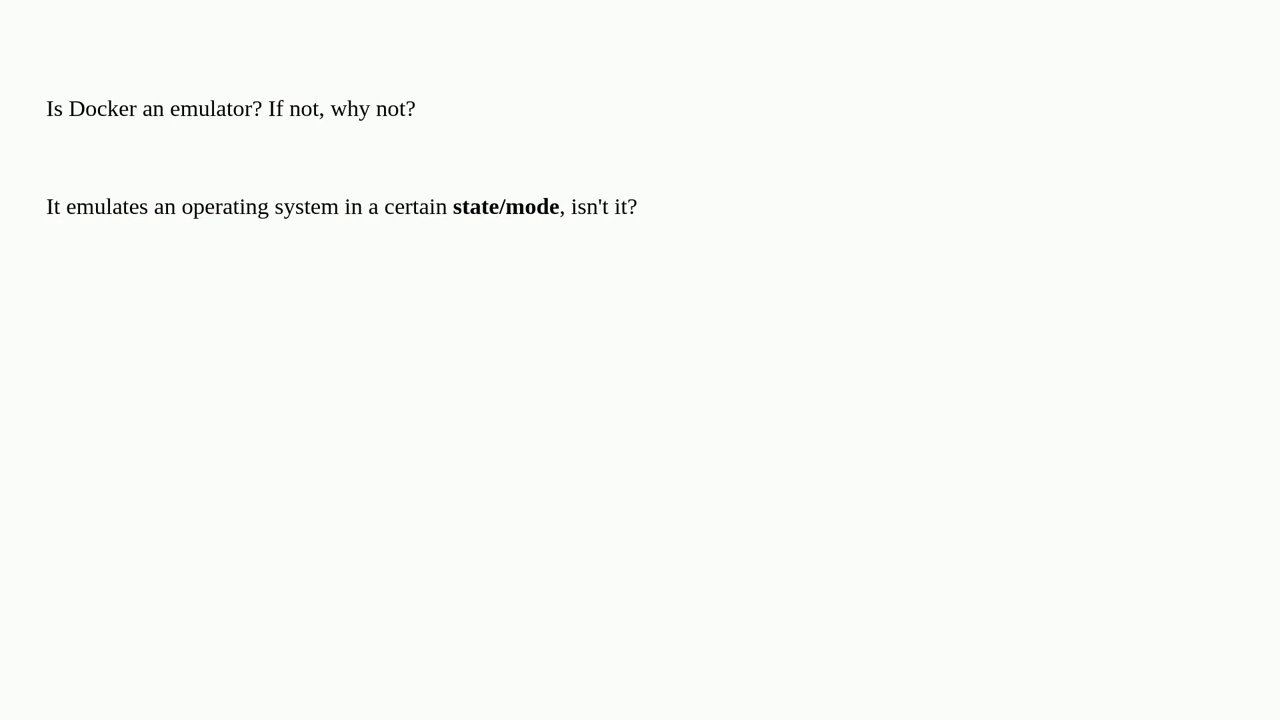 Is Docker an emulator? If not, why not?
It emulates an operating system in a certain state/mode, isn't it?